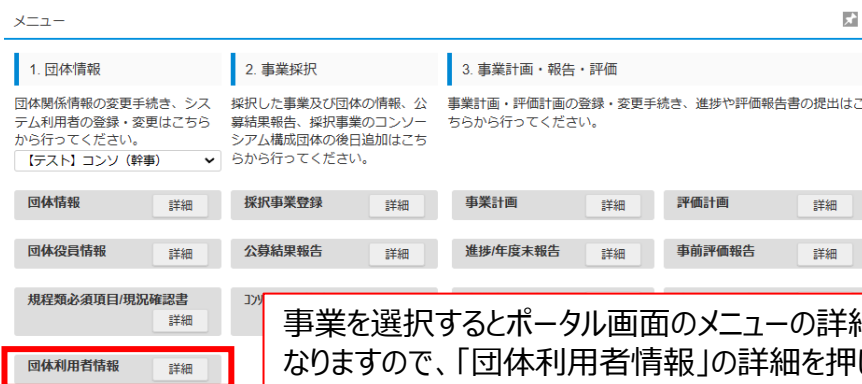 メニュー
1. 団体情報
2. 事業採択
3. 事業計画・報告・評価
団体関係情報の変更手続き、シス
テム利用者の登録・変更はこちら
から行ってください。
【テスト】コンソ（幹事）
採択した事業及び団体の情報、公
募結果報告、採択事業のコンソー
シアム構成団体の後日追加はこち
らから行ってください。
事業計画・評価計画の登録・変更手続き、進捗や評価報告書の提出はこ
ちらから行ってください。
団体情報 詳細
採択事業登録 詳細
事業計画 詳細
評価計画 詳細
団体役員情報 詳細
公募結果報告 詳細
進捗/年度末報告 詳細
事前評価報告 詳細
規程類必須項目/現況確認書
詳細
団体利用者情報 詳細
事業を選択するとポータル画面のメニューの詳細
なりますので、「団体利用者情報」の詳細を押